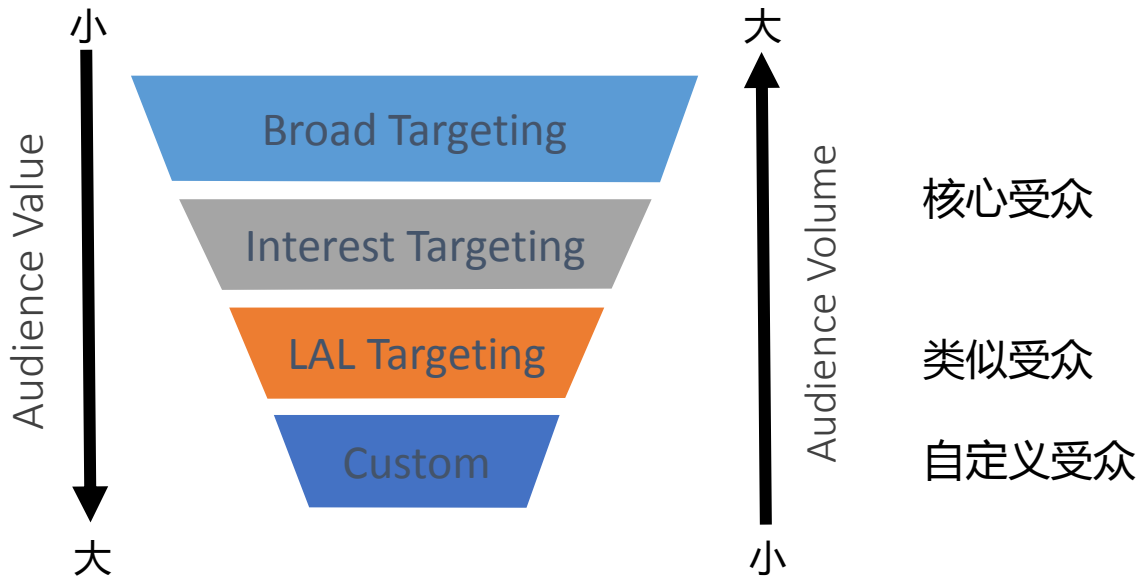 小
大
Broad Targeting
Interest Targeting
LAL Targeting
Custom
Audience Value
Audience Volume
核心受众
类似受众
自定义受众
大
小